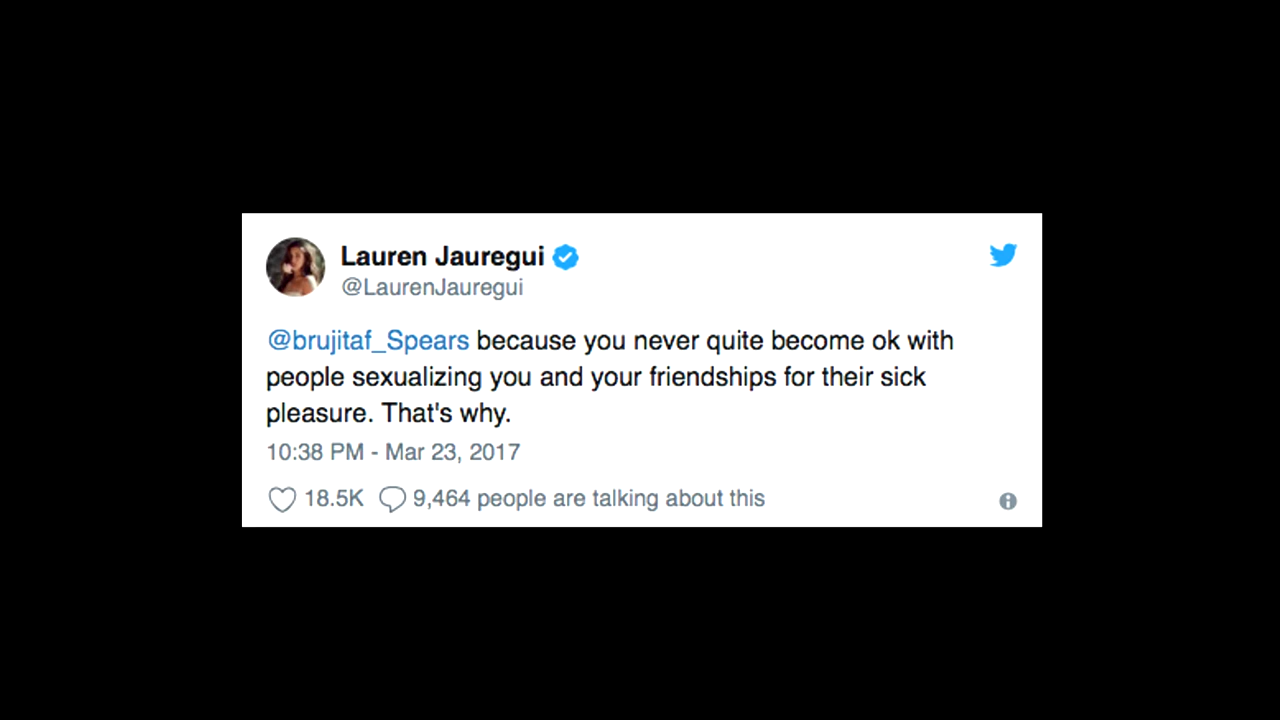 Lauren Jauregui
@LaurenJauregui
@brujitaf_Spears because you never quite become ok with
people sexualizing you and your friendships for their sick
pleasure. That's why.
10:38 PM - Mar 23, 2017
18.5K 9,464 people are talking about this